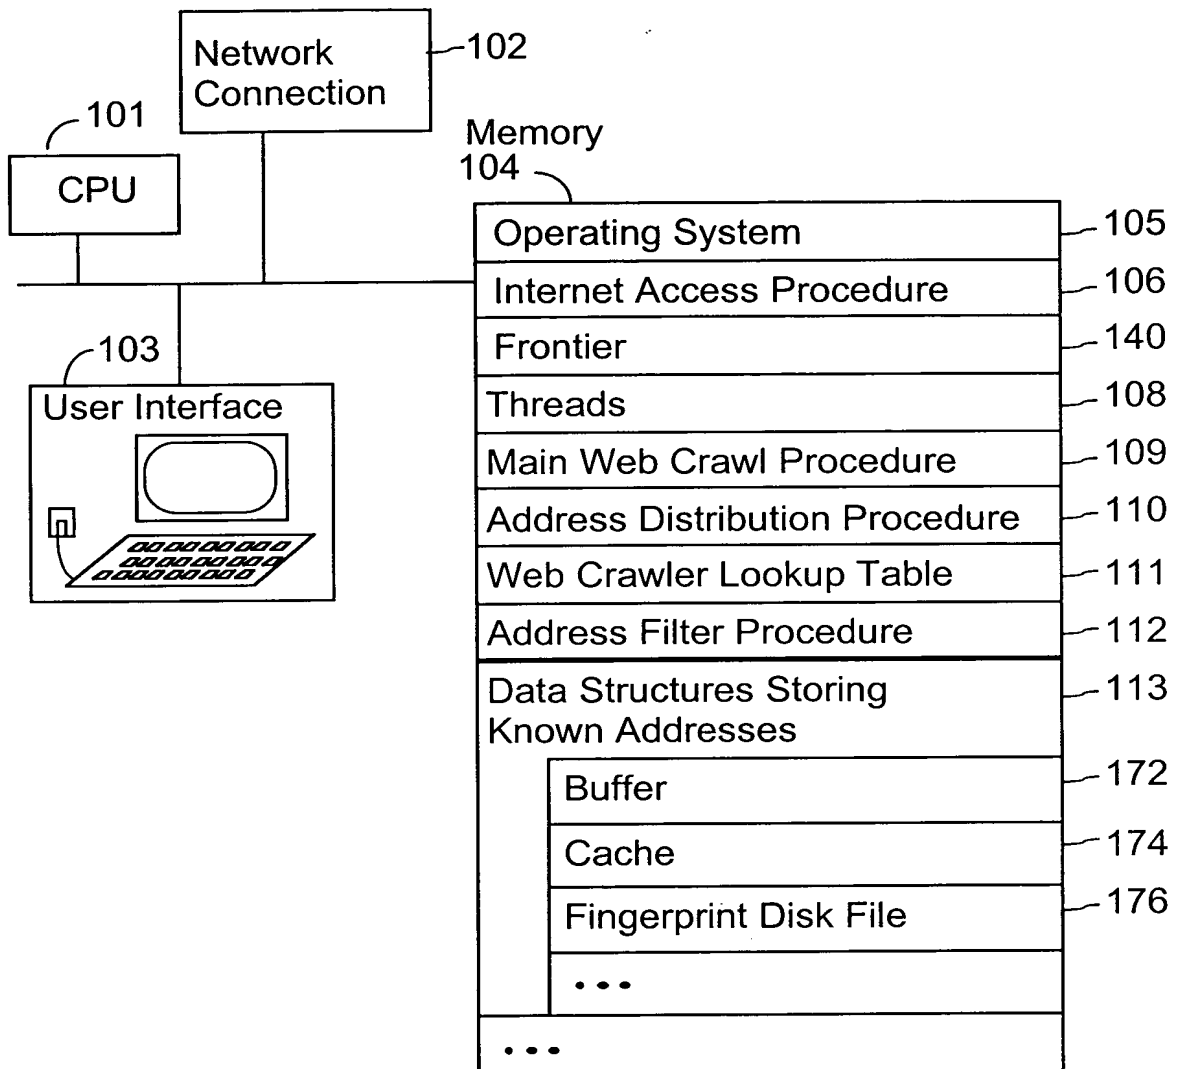 Network
Connection
102
101
CPU
Memory
104
Operating System
105
Internet Access Procedure
106
Frontier
140
103
User Interface
Threads
108
Main Web Crawl Procedure
109
Address Distribution Procedure
110
Web Crawler Lookup Table
111
Address Filter Procedure
112
Data Structures Storing
Known Addresses
113
Buffer
172
Cache
174
Fingerprint Disk File
176
• • •
• • •